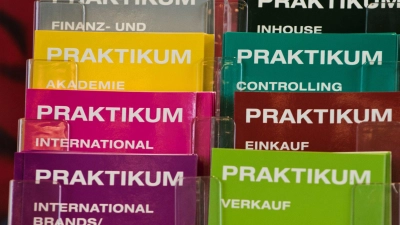 PRAKTIKUM
FINANZ- UND
PRAKTIKUM
AKADEMIE
PRAKTIKUM
INTERNATIONAL
PRAKTIKUM
INTERNATIONAL
BRANDS/
PRAKTIKUM
INHOUSE
PRAKTIKUM
CONTROLLING
PRAKTIKUM
EINKAUF
PRAKTIKUM
VERKAUF